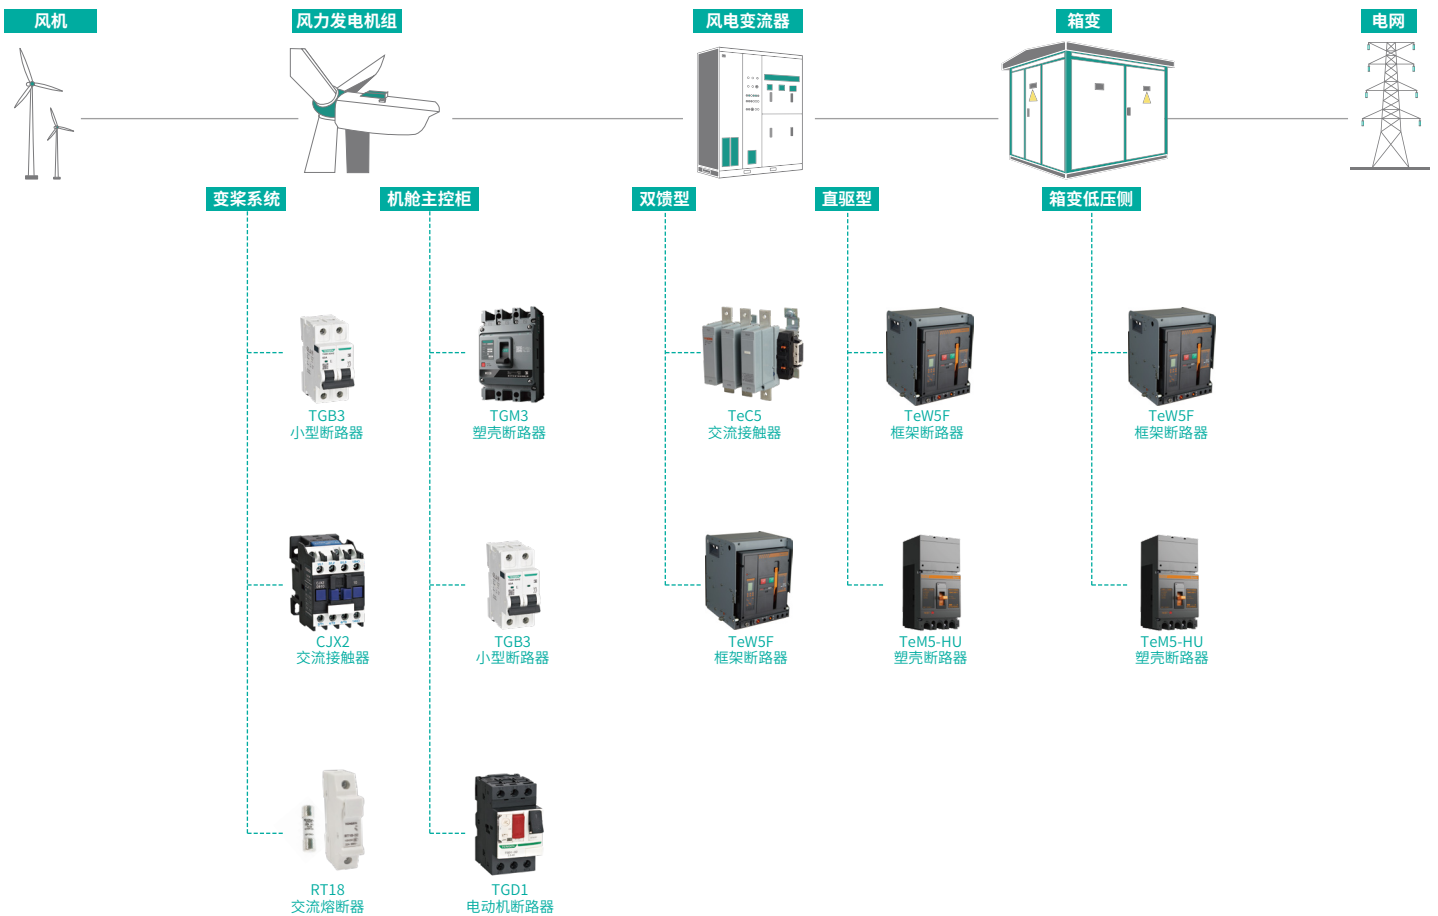 风机
风力发电机组
风电变流器
箱变
电网
变桨系统
机舱主控柜
双馈型
直驱型
箱变低压侧
TGB3
小型断路器
TGM3
塑壳断路器
TeC5
交流接触器
TeW5F
框架断路器
TeW5F
框架断路器
CJX2
交流接触器
TGB3
小型断路器
TeW5F
框架断路器
TeM5-HU
塑壳断路器
TeM5-HU
塑壳断路器
RT18
交流熔断器
TGD1
电动机断路器